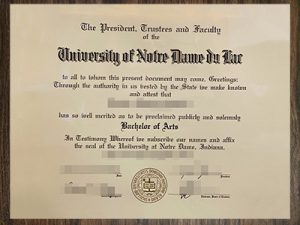 The President, Trustees and Faculty
of the
University of Notre Dame du Lac
to all to whom this present document may come, Greetings:
Through the authority in us vested by the State we make known
and attest that
has so well merited as to be proclaimed publicly and solemnly
Bachelor of Arts
In Testimony Whereof we subscribe our names and affix
the seal of the University at Notre Dame, Indiana.